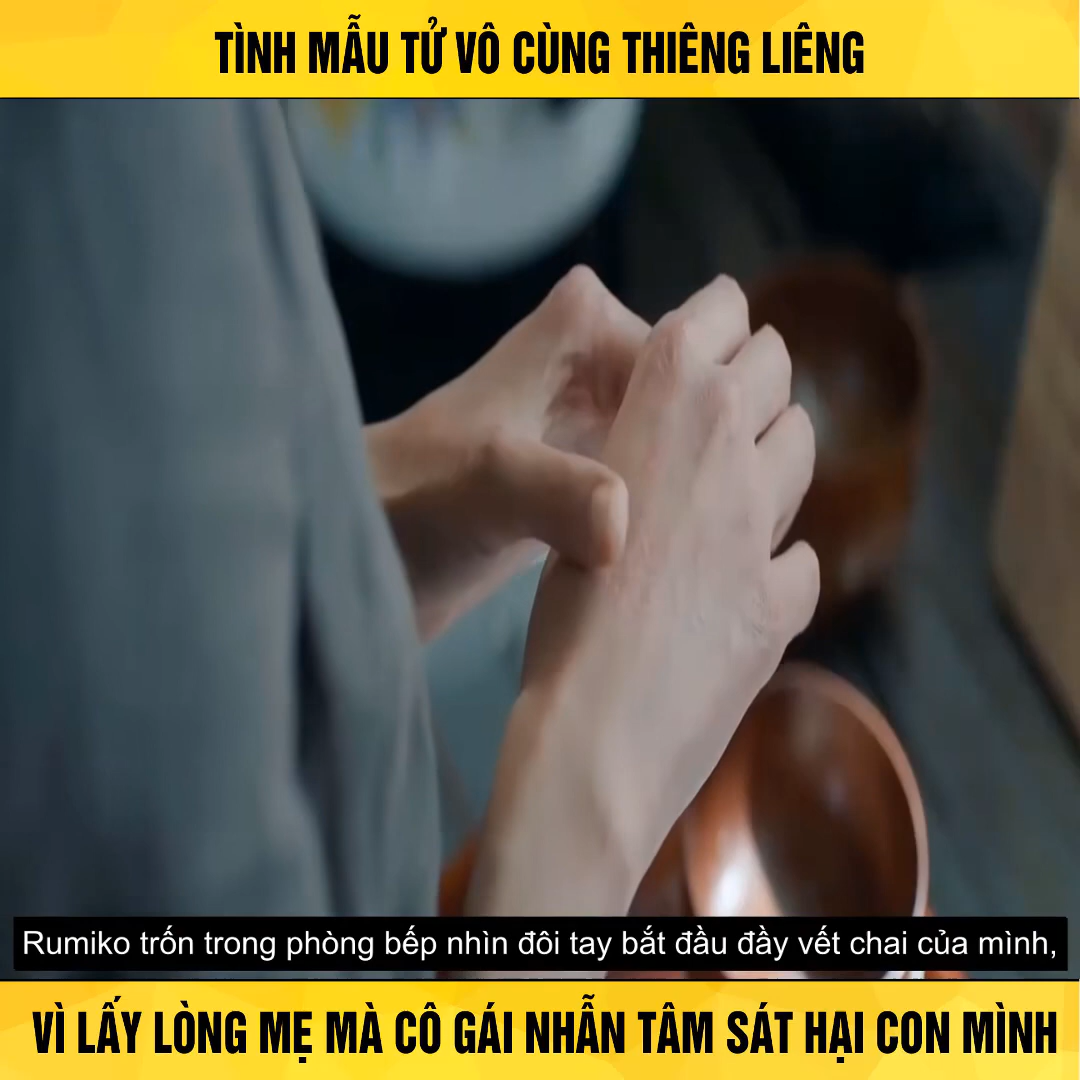 TÌNH MẪU TỬ VÔ CÙNG THIÊNG LIÊNG
Rumiko trốn trong phòng bếp nhìn đôi tay bắt đầu đầy vết chai của mình,
VÌ LẤY LÒNG MẸ MÀ CÔ GÁI NHẪN TÂM SÁT HẠI CON MÌNH